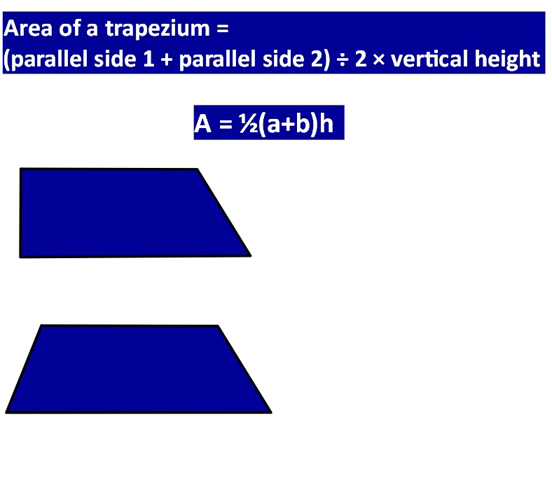 Area of a trapezium =
(parallel side 1 + parallel side 2) ÷ 2 × vertical height
A = ½(a+b)h